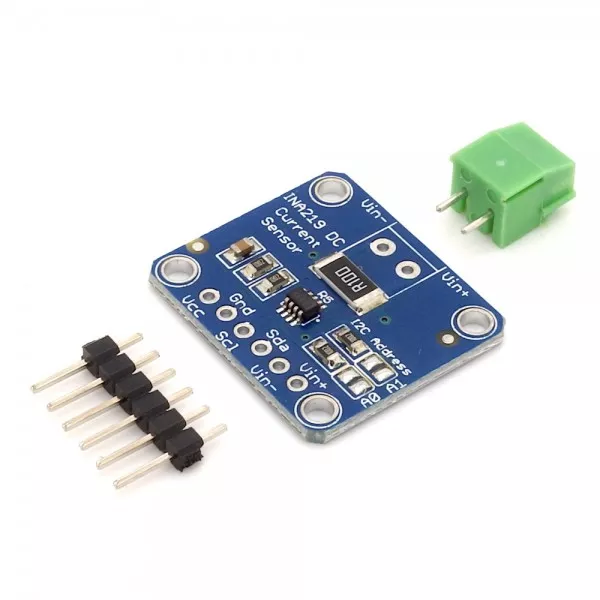 INA219 DC
Current
Sensor
Vin-
Vin+
R100
R5
Vcc
Gnd
Scl
Sda
Vin-
Vin+
I2C Address
A0
A1